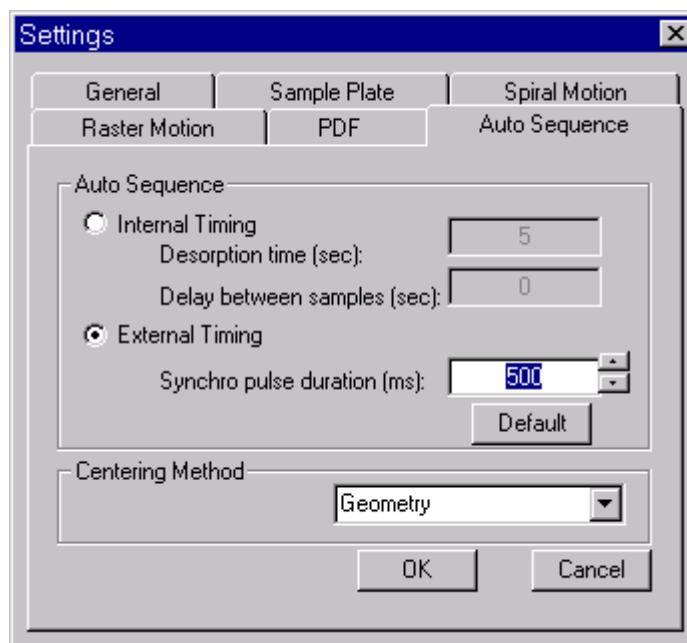 Settings
General
Sample Plate
Spiral Motion
Raster Motion
PDF
Auto Sequence
Auto Sequence
Internal Timing
Desorption time (sec):
5
Delay between samples (sec):
0
External Timing
Synchro pulse duration (ms):
500
Default
Centering Method
Geometry
OK
Cancel